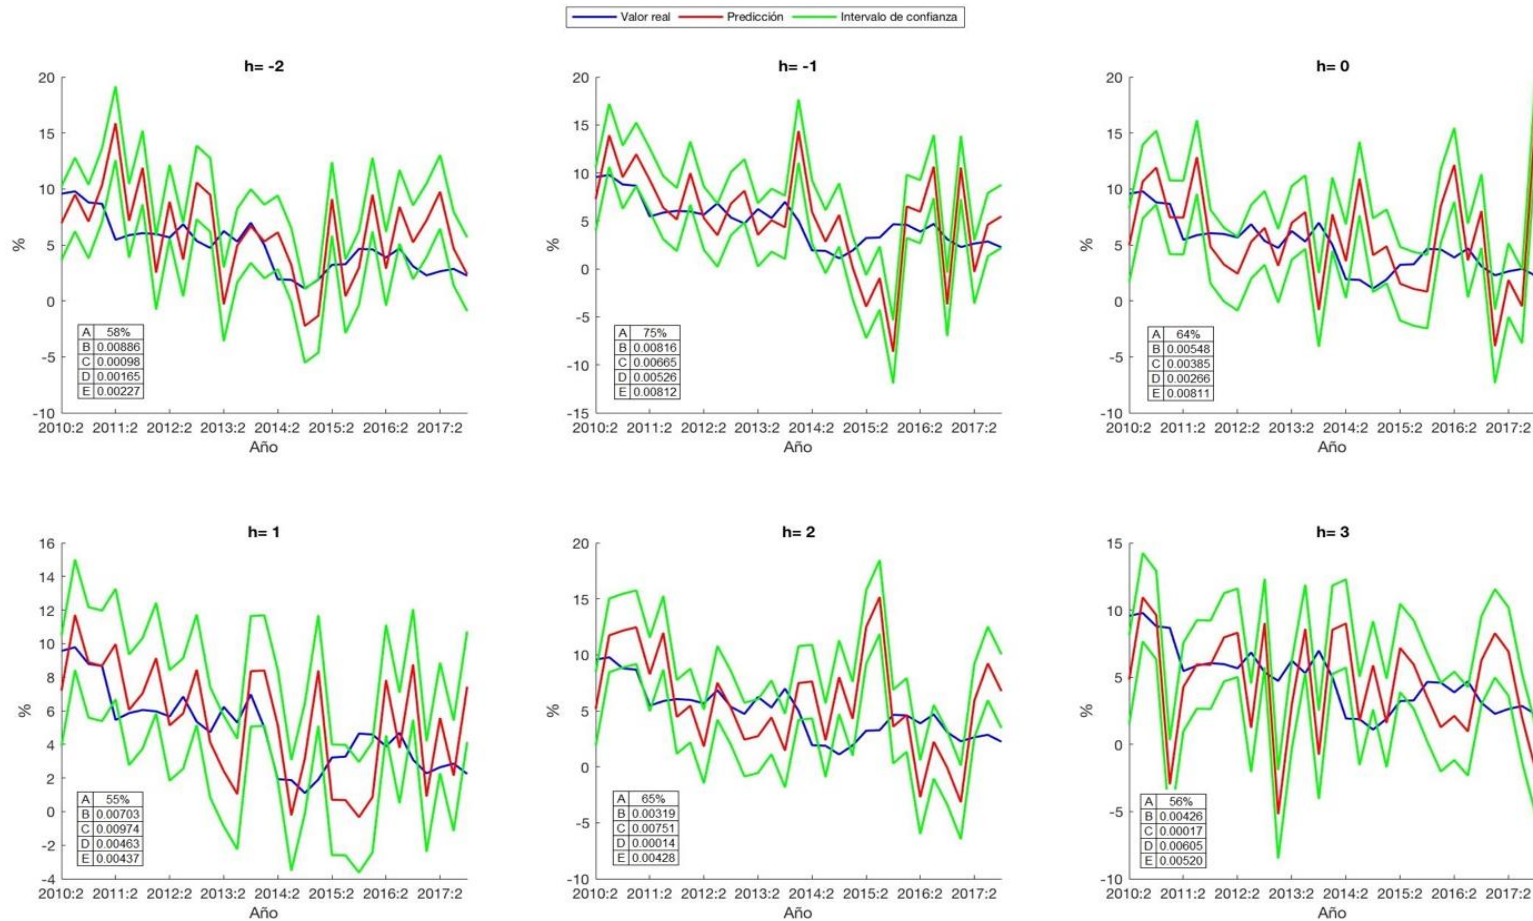 Valor real Predicción Intervalo de confianza
h= -2
20
15
10
5
0
-5
-10
%
A 58%
B 0.00886
C 0.00098
D 0.00165
E 0.00227
2010:2 2011:2 2012:2 2013:2 2014:2 2015:2 2016:2 2017:2
Año
h= -1
20
15
10
5
0
-5
-10
-15
%
A 75%
B 0.00816
C 0.00665
D 0.00526
E 0.00812
2010:2 2011:2 2012:2 2013:2 2014:2 2015:2 2016:2 2017:2
Año
h= 0
20
15
10
5
0
-5
-10
%
A 64%
B 0.00548
C 0.00385
D 0.00266
E 0.00811
2010:2 2011:2 2012:2 2013:2 2014:2 2015:2 2016:2 2017:2
Año
h= 1
16
14
12
10
8
6
4
2
0
-2
-4
%
A 55%
B 0.00703
C 0.00974
D 0.00463
E 0.00437
2010:2 2011:2 2012:2 2013:2 2014:2 2015:2 2016:2 2017:2
Año
h= 2
20
15
10
5
0
-5
-10
%
A 65%
B 0.00319
C 0.00751
D 0.00014
E 0.00428
2010:2 2011:2 2012:2 2013:2 2014:2 2015:2 2016:2 2017:2
Año
h= 3
15
10
5
0
-5
-10
%
A 56%
B 0.00426
C 0.00017
D 0.00605
E 0.00520
2010:2 2011:2 2012:2 2013:2 2014:2 2015:2 2016:2 2017:2
Año